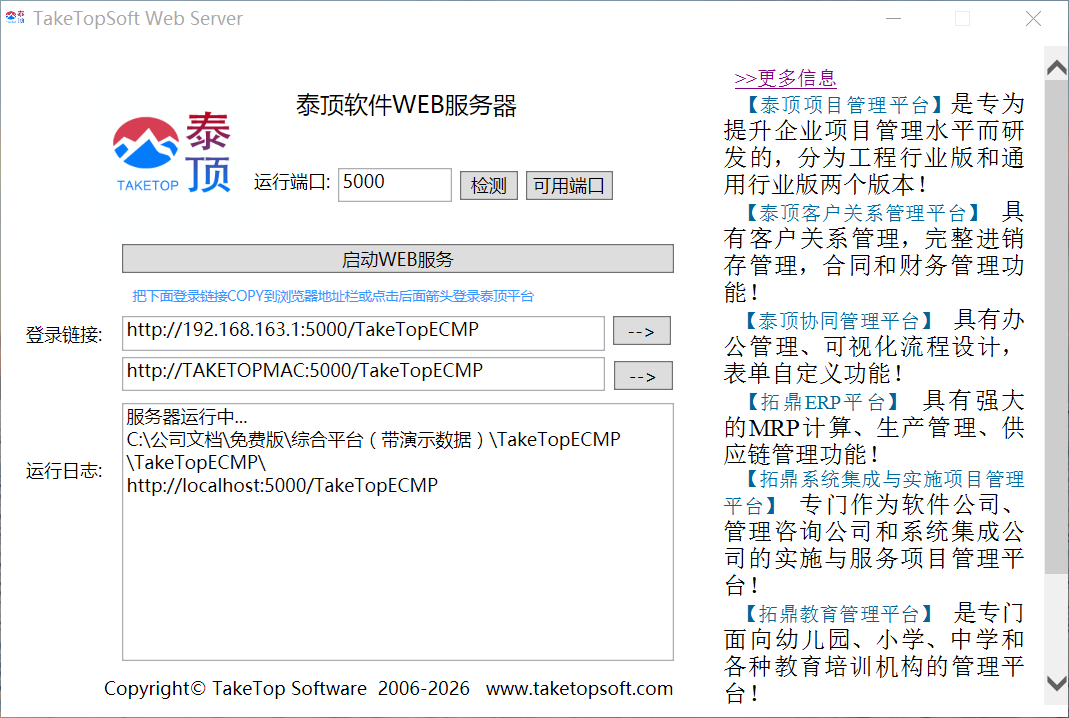 TakeTopSoft Web Server
泰顶软件WEB服务器
泰顶
TAKETOP
运行端口: 5000 检测 可用端口
启动WEB服务
把下面登录链接COPY到浏览器地址栏或点击后面箭头登录泰顶平台
登录链接: http://192.168.163.1:5000/TakeTopECMP -->
http://TAKETOPMAC:5000/TakeTopECMP -->
运行日志:
服务器运行中...
C:\公司文档\免费版\综合平台（带演示数据）\TakeTopECMP
\TakeTopECMP\
http://localhost:5000/TakeTopECMP
Copyright© TakeTop Software 2006-2026 www.taketopsoft.com
>>更多信息
【泰顶项目管理平台】是专为
提升企业项目管理水平而研
发的，分为工程行业版和通
用行业版两个版本！
【泰顶客户关系管理平台】 具
有客户关系管理，完整进销
存管理，合同和财务管理功
能！
【泰顶协同管理平台】 具有办
公管理、可视化流程设计，
表单自定义功能！
【拓鼎ERP平台】 具有强大
的MRP计算、生产管理、供
应链管理功能！
【拓鼎系统集成与实施项目管理
平台】 专门作为软件公司、
管理咨询公司和系统集成公
司的实施与服务项目管理平
台！
【拓鼎教育管理平台】 是专门
面向幼儿园、小学、中学和
各种教育培训机构的管理平
台！